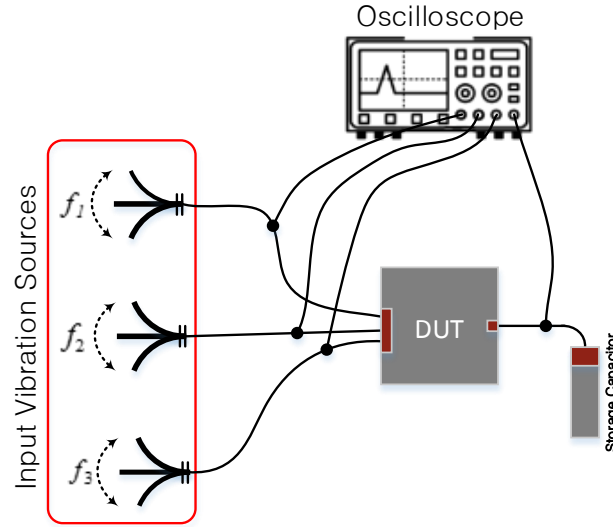 Oscilloscope
Input Vibration Sources
f1
f2
f3
DUT
Storage Capacitor